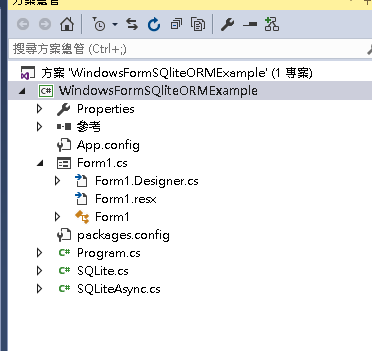 方案總管
搜尋方案總管 (Ctrl+;)
方案 'WindowsFormSQliteORMExample' (1 專案)
C# WindowsFormSQliteORMExample
Properties
參考
App.config
Form1.cs
Form1.Designer.cs
Form1.resx
Form1
packages.config
C# Program.cs
C# SQLite.cs
C# SQLiteAsync.cs